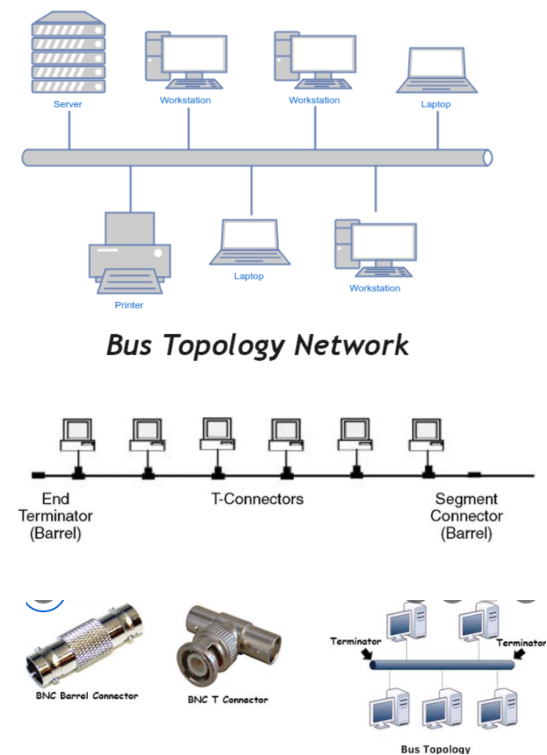 Server
Workstation
Workstation
Laptop
Printer
Laptop
Workstation
Bus Topology Network
End
Terminator
(Barrel)
T-Connectors
Segment
Connector
(Barrel)
BNC Barrel Connector
BNC T Connector
Terminator
Terminator
Bus Topology